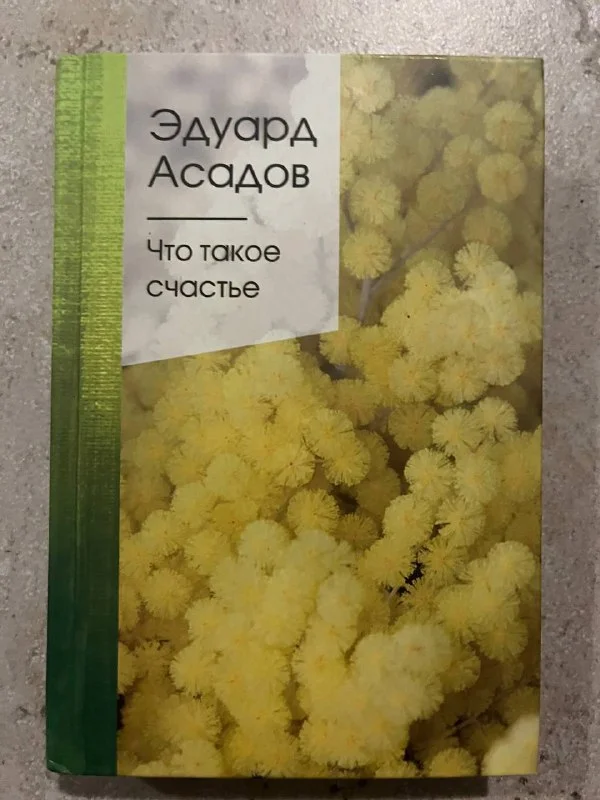 Эдуард
Асадов
Что такое
счастье